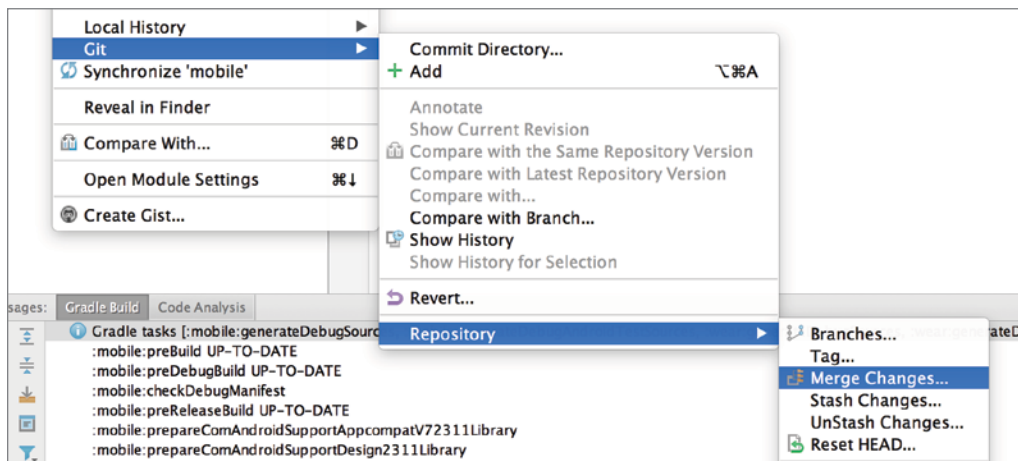 Local History
Git
Synchronize 'mobile'
Reveal in Finder
Compare With... ⌘D
Open Module Settings ⌘↓
Create Gist...
Commit Directory...
Add ⌥⌘A
Annotate
Show Current Revision
Compare with the Same Repository Version
Compare with Latest Repository Version
Compare with...
Compare with Branch...
Show History
Show History for Selection
Revert...
Repository
Branches...
Tag...
Merge Changes...
Stash Changes...
UnStash Changes...
Reset HEAD...
sages: Gradle Build Code Analysis
Gradle tasks [:mobile:generateDebugSourc
:mobile:preBuild UP-TO-DATE
:mobile:preDebugBuild UP-TO-DATE
:mobile:checkDebugManifest
:mobile:preReleaseBuild UP-TO-DATE
:mobile:prepareComAndroidSupportAppcompatV72311Library
:mobile:prepareComAndroidSupportDesign2311Library